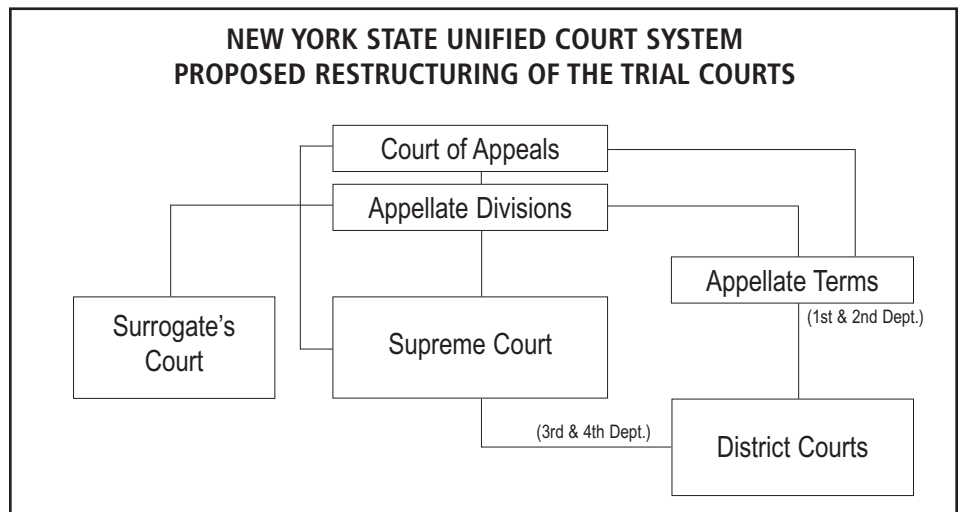 NEW YORK STATE UNIFIED COURT SYSTEM
PROPOSED RESTRUCTURING OF THE TRIAL COURTS
Court of Appeals
Appellate Divisions
Appellate Terms
(1st & 2nd Dept.)
Surrogate’s
Court
Supreme Court
(3rd & 4th Dept.)
District Courts